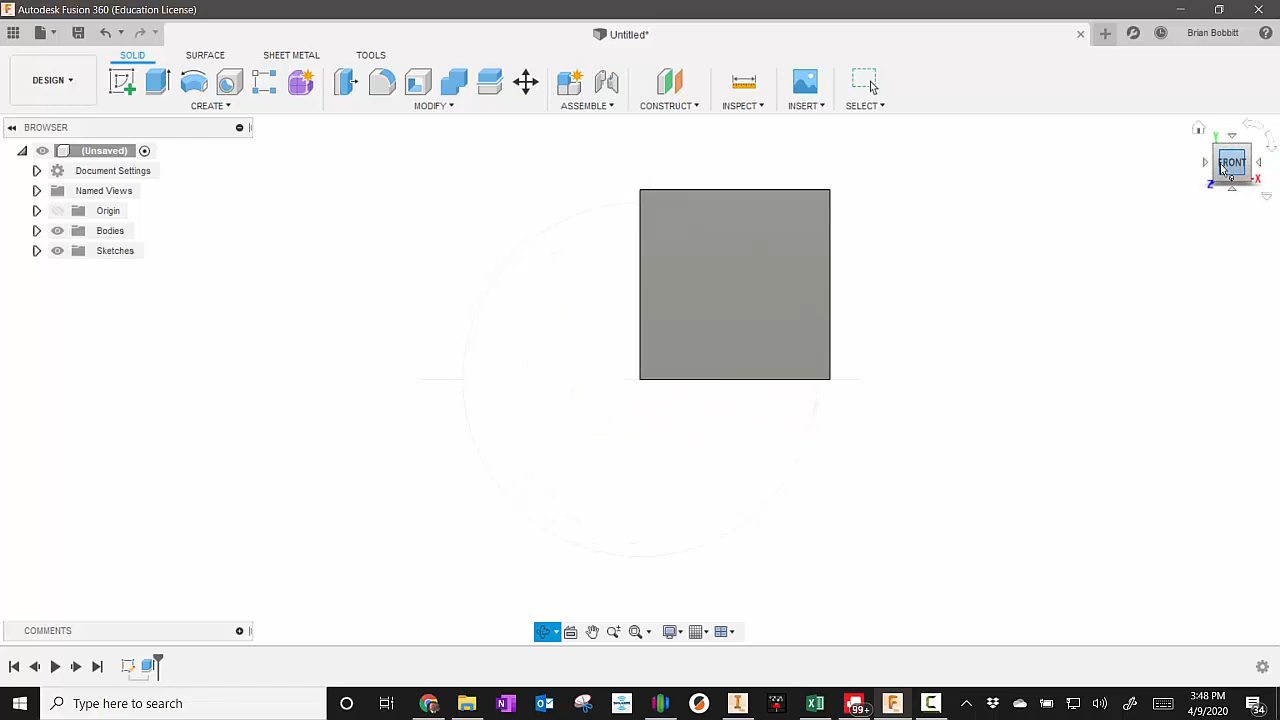 Autodesk Fusion 360 (Education License)
Untitled*
Brian Bobbitt
SOLID SURFACE SHEET METAL TOOLS
DESIGN
CREATE MODIFY ASSEMBLE CONSTRUCT INSPECT INSERT SELECT
BROWSER
(Unsaved)
Document Settings
Named Views
Origin
Bodies
Sketches
Y
FRONT
Z
X
COMMENTS
Type here to search
99+
3:48 PM
4/9/2020